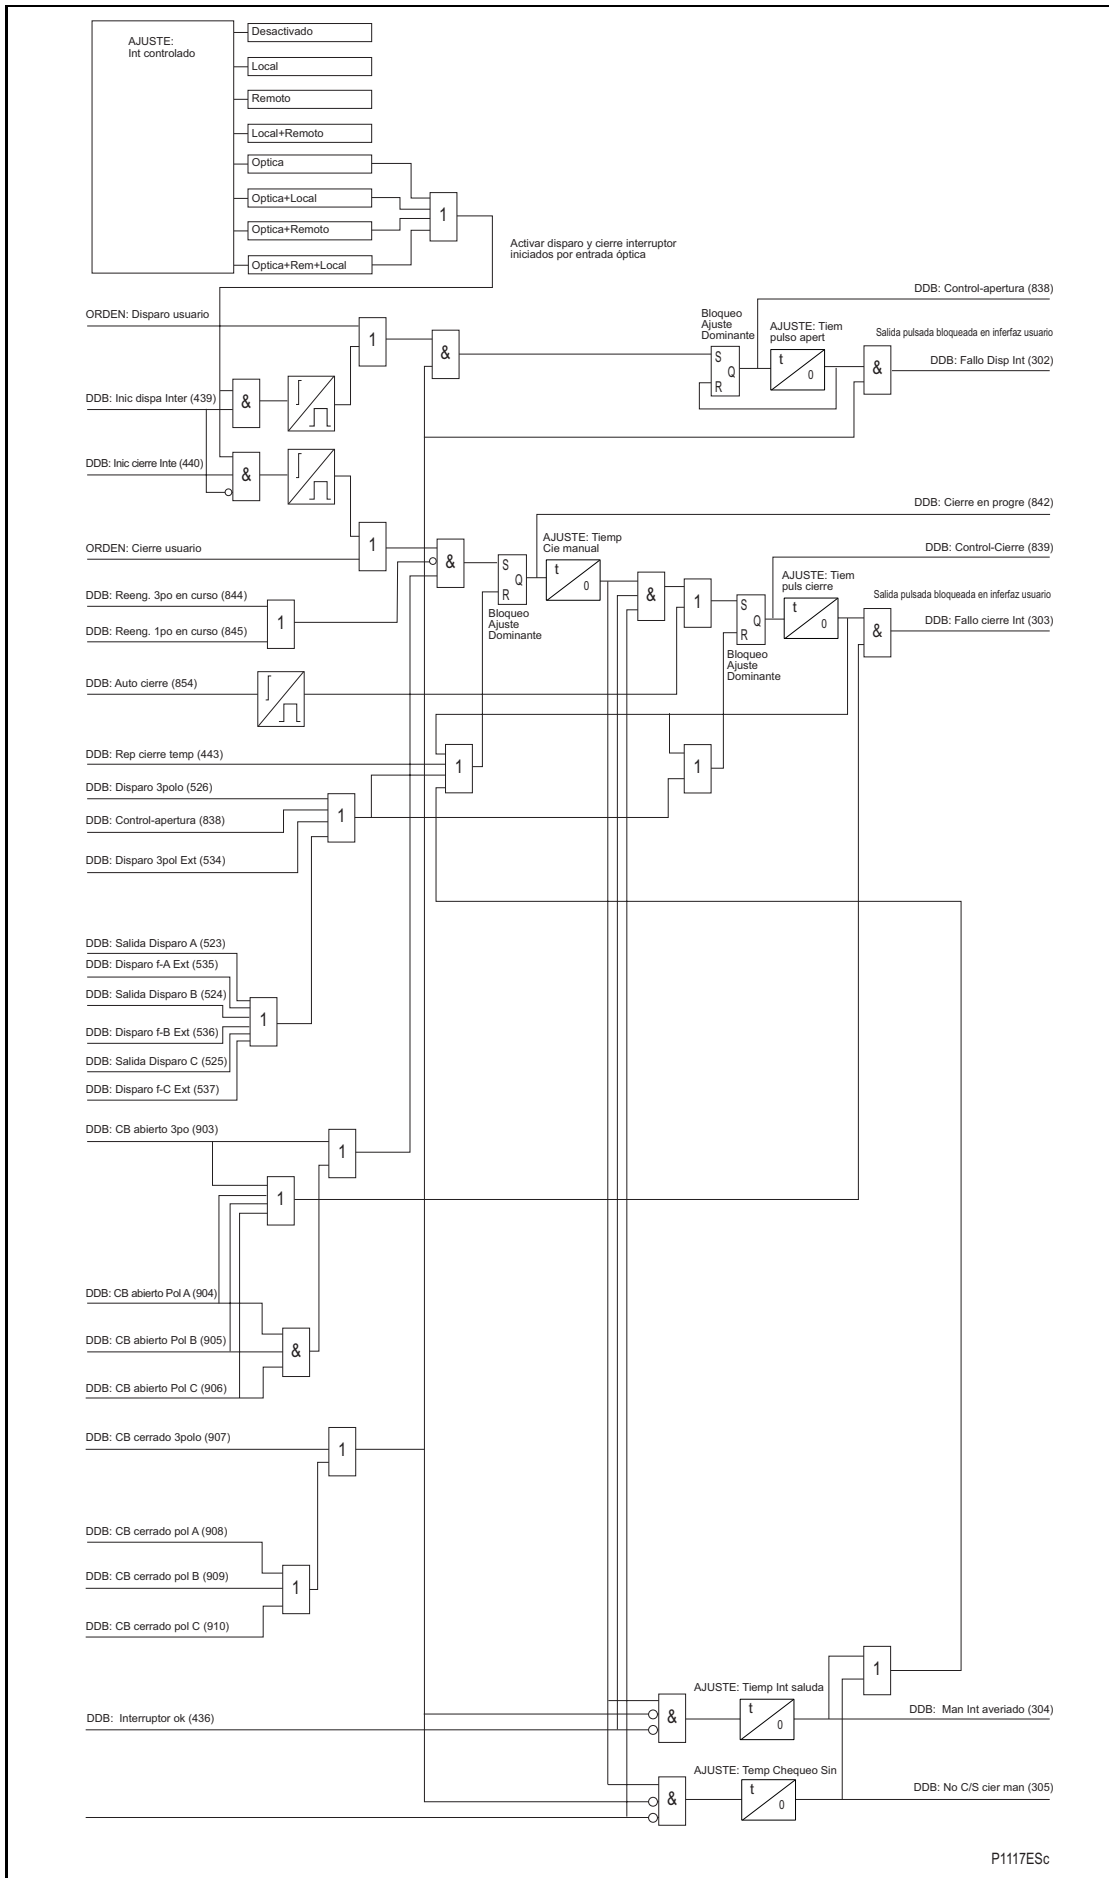 AJUSTE:
Int controlado
Desactivado
Local
Remoto
Local+Remoto
Optica
Optica+Local
Optica+Remoto
Optica+Rem+Local
1
Activar disparo y cierre interruptor
iniciados por entrada óptica
DDB: Control-apertura (838)
ORDEN: Disparo usuario
1
&
Bloqueo
Ajuste
Dominante
S
Q
R
AJUSTE: Tiem
pulso apert
t
0
Salida pulsada bloqueada en inferfaz usuario
&
DDB: Fallo Disp Int (302)
DDB: Inic dispa Inter (439)
&
DDB: Inic cierre Inte (440)
&
DDB: Cierre en progre (842)
ORDEN: Cierre usuario
1
&
S
Q
R
Bloqueo
Ajuste
Dominante
AJUSTE: Tiemp
Cie manual
t
0
&
1
S
Q
R
Bloqueo
Ajuste
Dominante
DDB: Control-Cierre (839)
AJUSTE: Tiem
puls cierre
t
0
Salida pulsada bloqueada en inferfaz usuario
&
DDB: Fallo cierre Int (303)
DDB: Reeng. 3po en curso (844)
1
DDB: Reeng. 1po en curso (845)
DDB: Auto cierre (854)
DDB: Rep cierre temp (443)
1
1
DDB: Disparo 3polo (526)
1
DDB: Control-apertura (838)
DDB: Disparo 3pol Ext (534)
DDB: Salida Disparo A (523)
DDB: Disparo f-A Ext (535)
DDB: Salida Disparo B (524)
1
DDB: Disparo f-B Ext (536)
DDB: Salida Disparo C (525)
DDB: Disparo f-C Ext (537)
DDB: CB abierto 3po (903)
1
1
DDB: CB abierto Pol A (904)
DDB: CB abierto Pol B (905)
&
DDB: CB abierto Pol C (906)
DDB: CB cerrado 3polo (907)
1
DDB: CB cerrado pol A (908)
DDB: CB cerrado pol B (909)
1
DDB: CB cerrado pol C (910)
1
AJUSTE: Tiemp Int saluda
DDB: Interruptor ok (436)
&
t
0
DDB: Man Int averiado (304)
AJUSTE: Temp Chequeo Sin
&
t
0
DDB: No C/S cier man (305)
P1117ESc